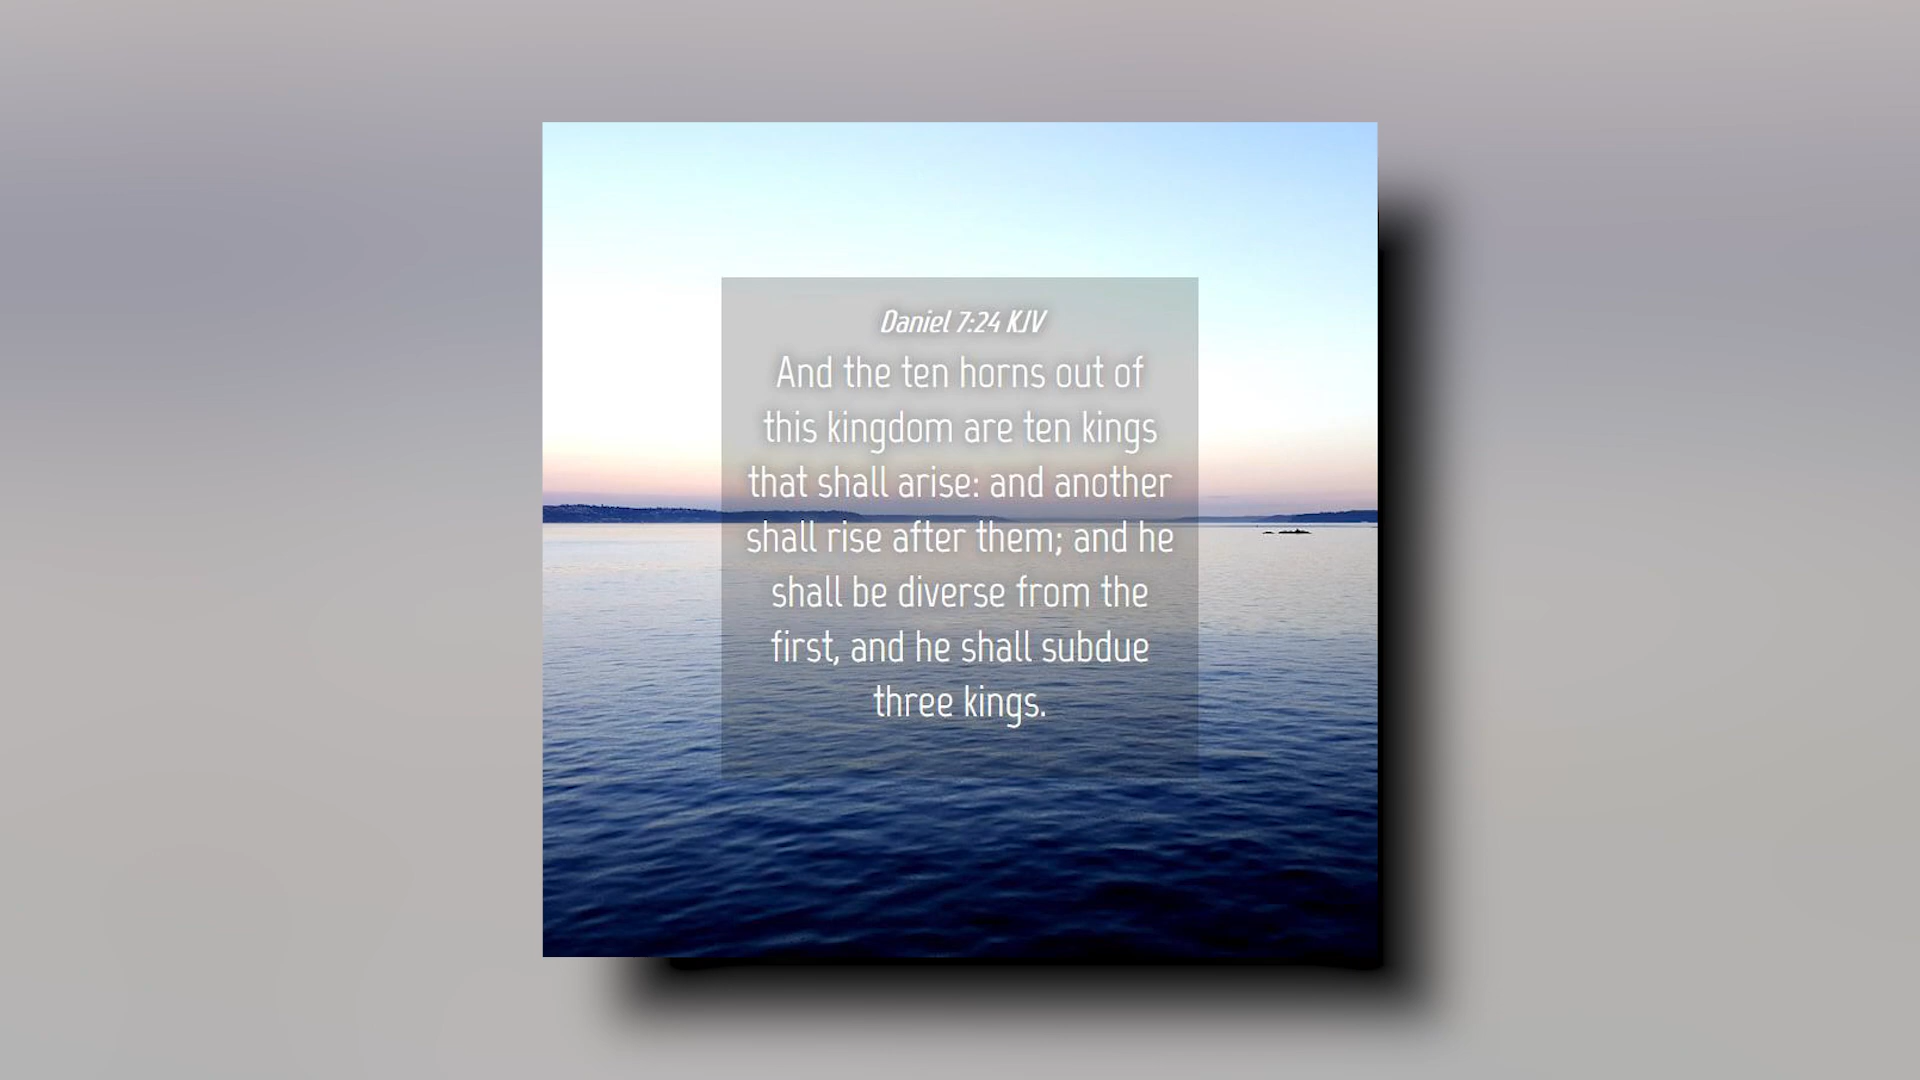 Daniel 7:24 KJV
And the ten horns out of
this kingdom are ten kings
that shall arise: and another
shall rise after them; and he
shall be diverse from the
first, and he shall subdue
three kings.